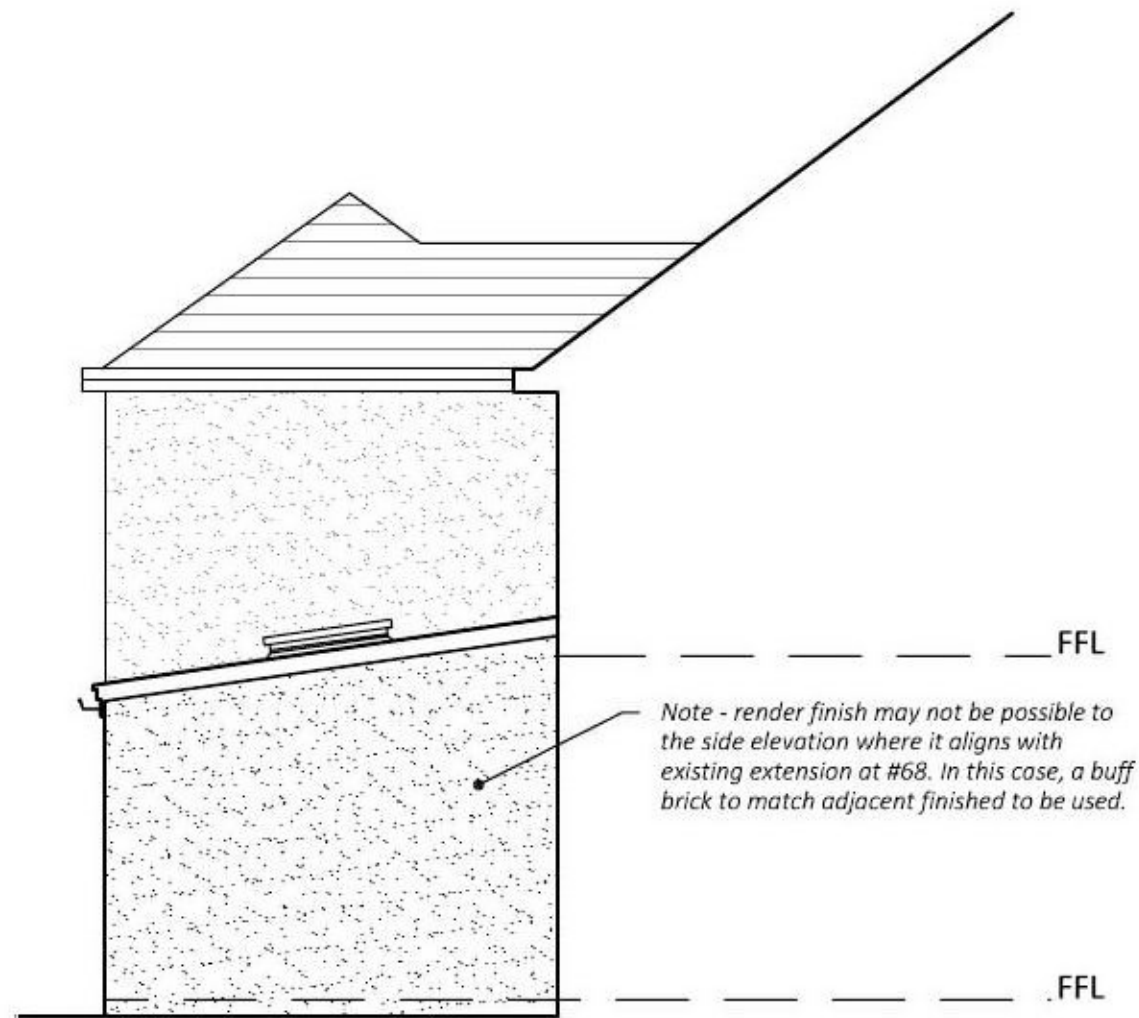 FFL
Note - render finish may not be possible to
the side elevation where it aligns with
existing extension at #68. In this case, a buff
brick to match adjacent finished to be used.
FFL